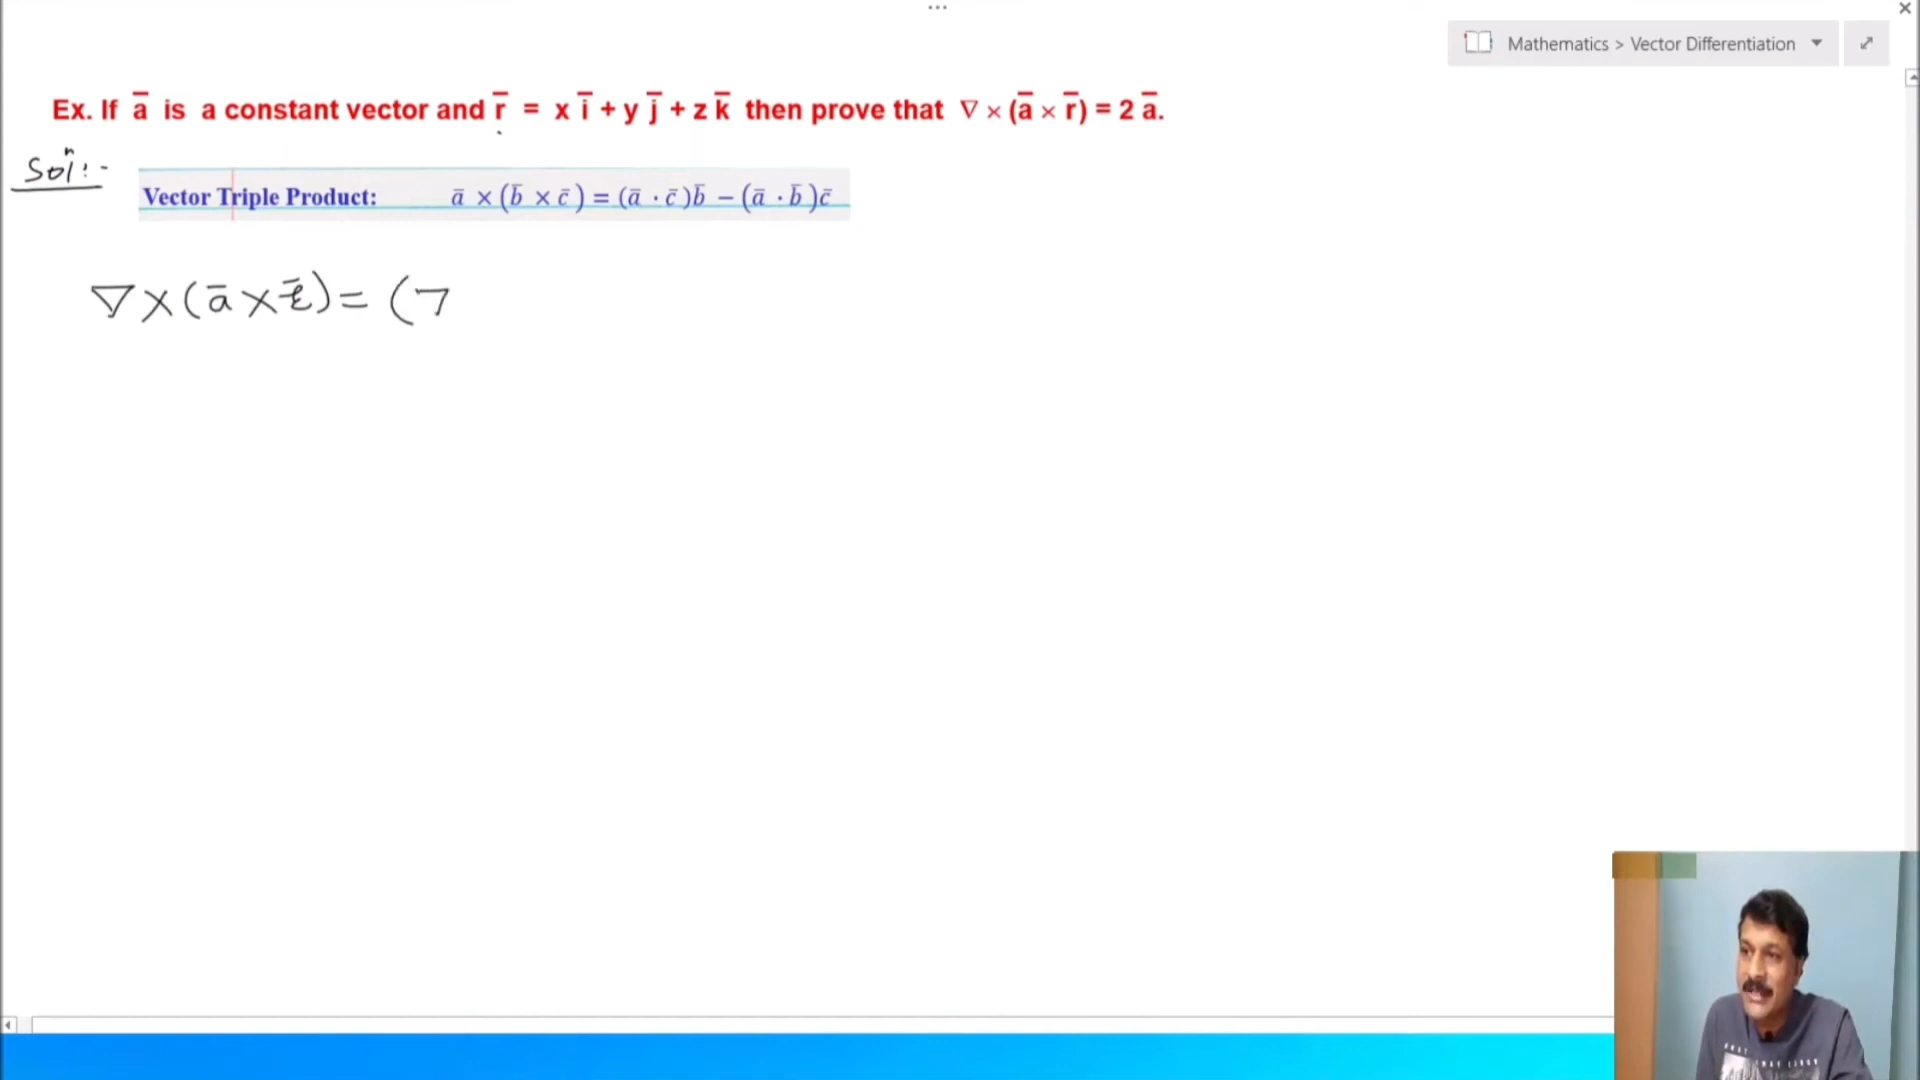 Mathematics > Vector Differentiation
Ex. If a̅ is a constant vector and r̅ = x i̅ + y j̅ + z k̅ then prove that ∇ × (a̅ × r̅) = 2 a̅.
Solⁿ:-
Vector Triple Product: a̅ × (b̅ × c̅) = (a̅ · c̅)b̅ − (a̅ · b̅)c̅
∇ × (a̅ × r̅) = (